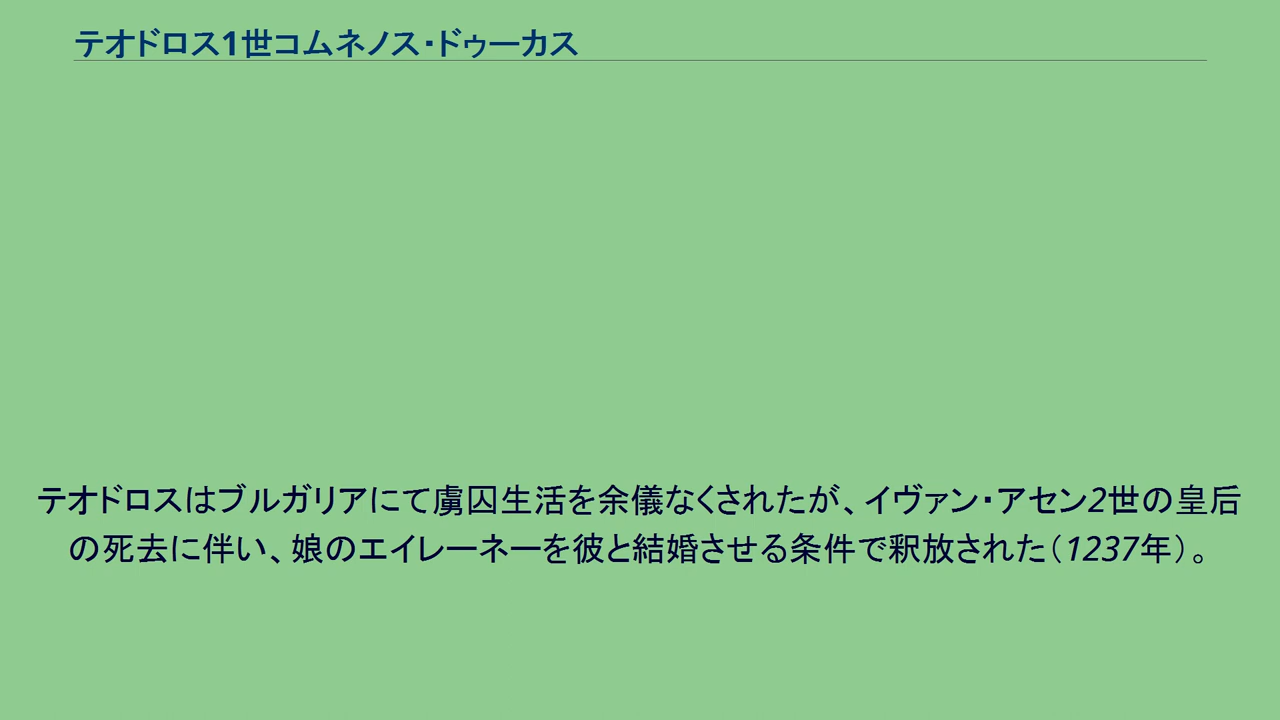 テオドロス1世コムネノス・ドゥーカス
テオドロスはブルガリアにて虜囚生活を余儀なくされたが、イヴァン・アセン2世の皇后
の死去に伴い、娘のエイレーネーを彼と結婚させる条件で釈放された（1237年）。